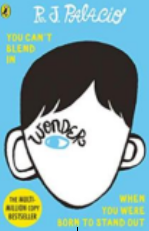 R. J. PALACIO
YOU CAN'T
BLEND
IN
WONDER
THE MULTI-
MILLION COPY
BESTSELLER
WHEN
YOU WERE
BORN TO STAND OUT